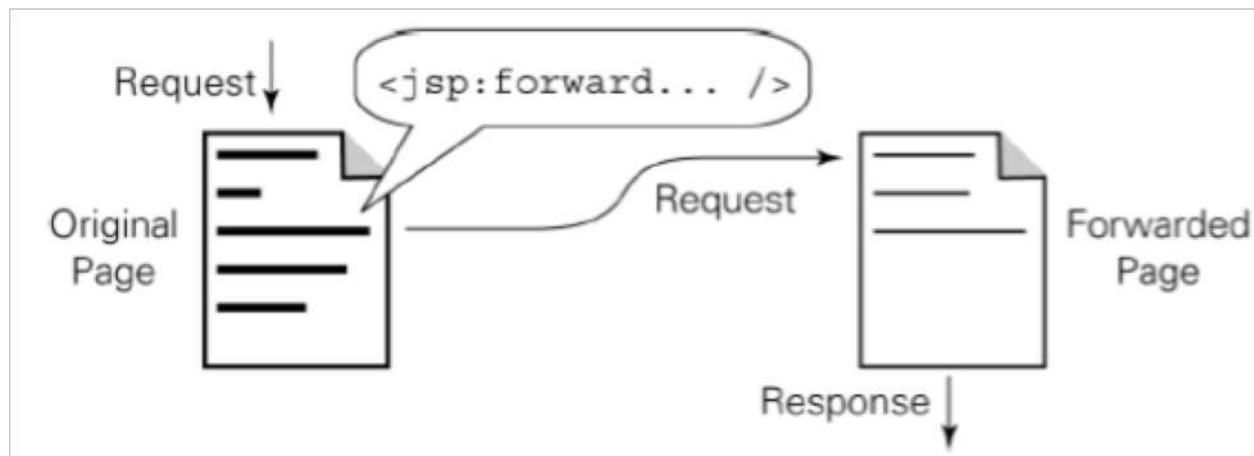 Request
<jsp:forward... />
Original
Page
Request
Forwarded
Page
Response